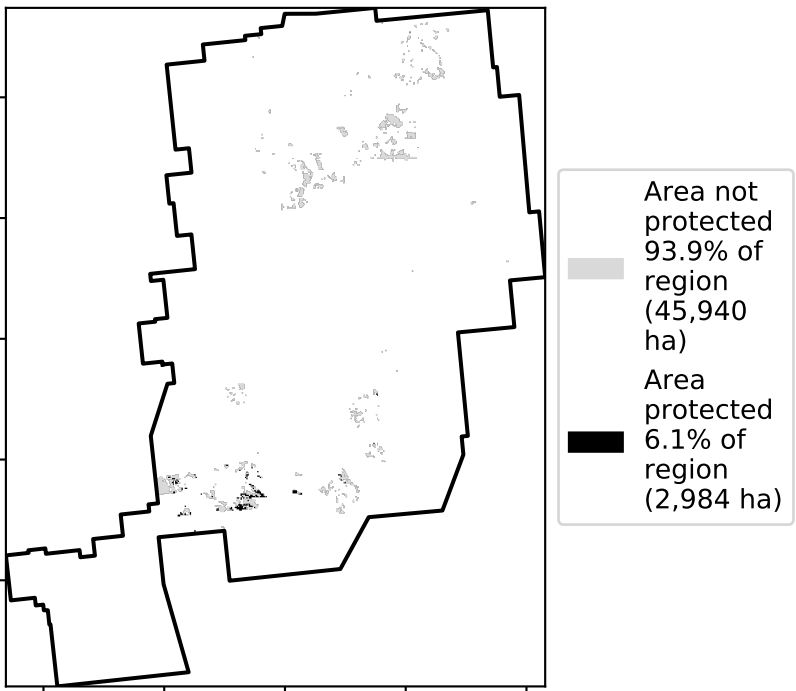 Area not
protected
93.9% of
region
(45,940
ha)
Area
protected
6.1% of
region
(2,984 ha)